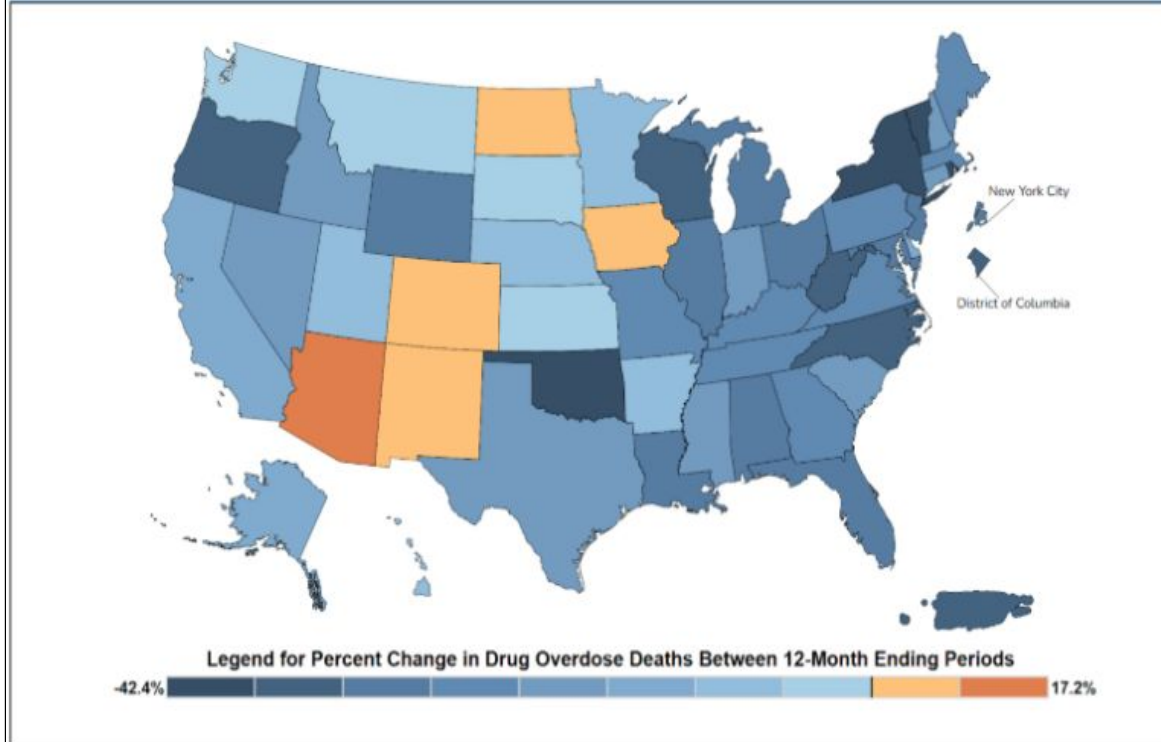 New York City
District of Columbia
Legend for Percent Change in Drug Overdose Deaths Between 12-Month Ending Periods
-42.4% 17.2%